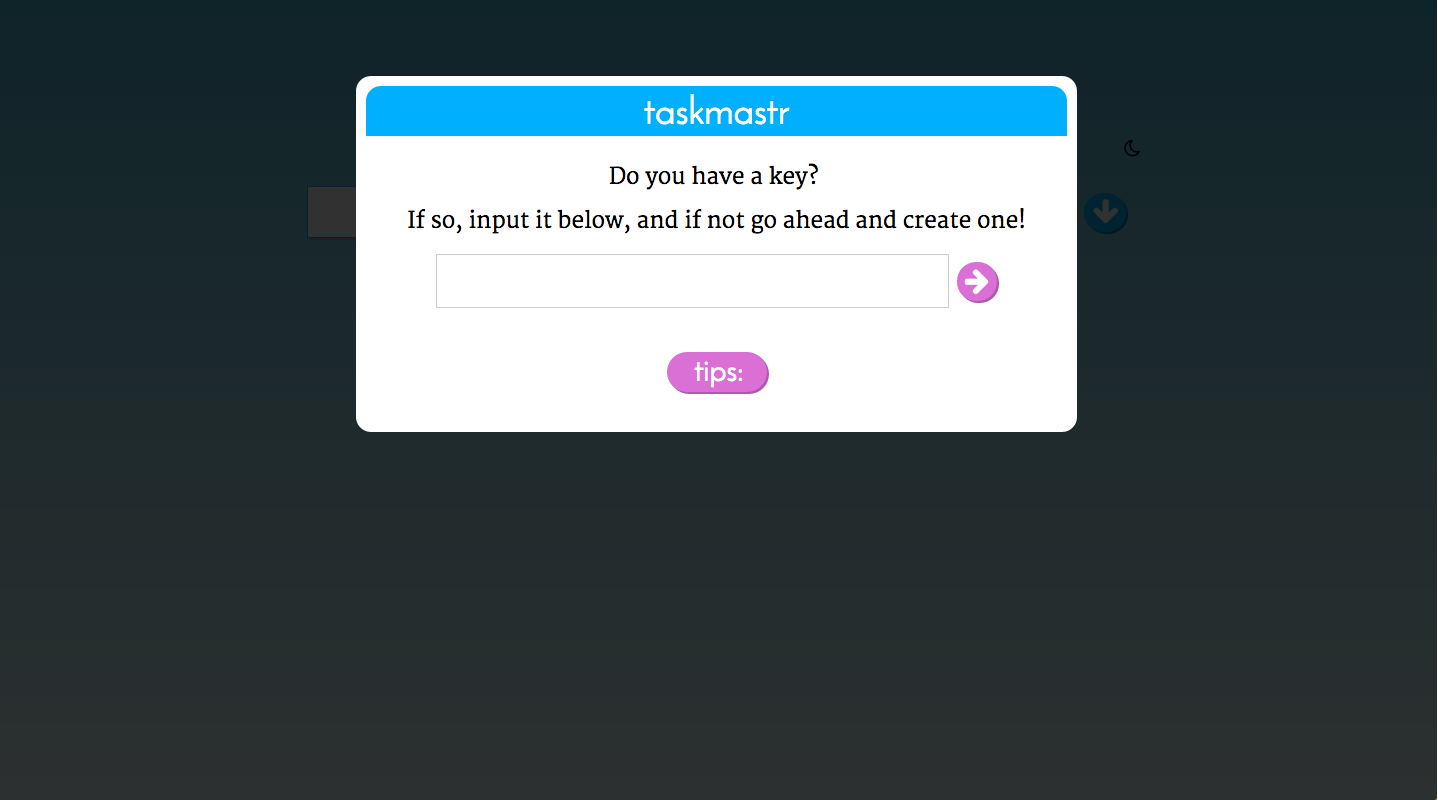 taskmastr
Do you have a key?
If so, input it below, and if not go ahead and create one!
tips: